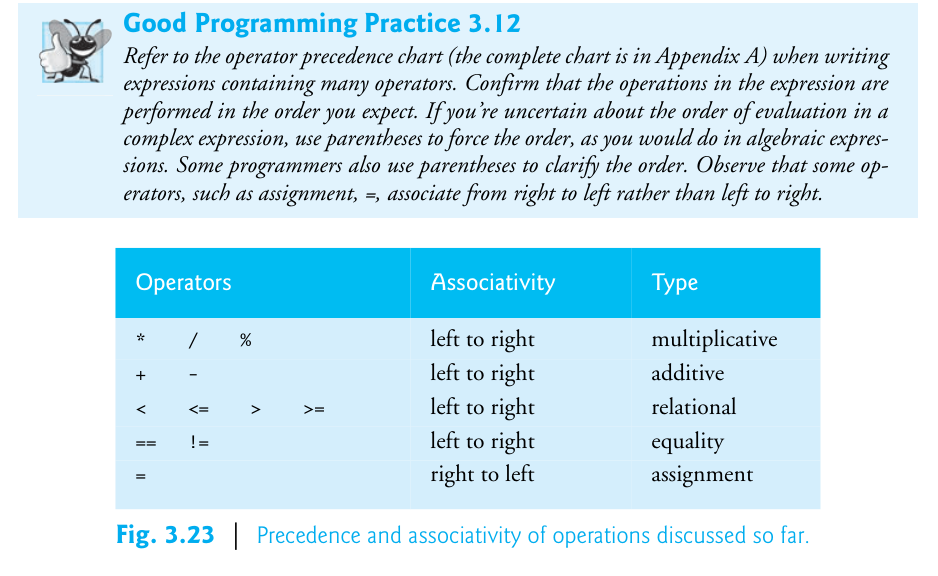 Good Programming Practice 3.12
Refer to the operator precedence chart (the complete chart is in Appendix A) when writing
expressions containing many operators. Confirm that the operations in the expression are
performed in the order you expect. If you’re uncertain about the order of evaluation in a
complex expression, use parentheses to force the order, as you would do in algebraic expres-
sions. Some programmers also use parentheses to clarify the order. Observe that some op-
erators, such as assignment, =, associate from right to left rather than left to right.
Operators Associativity Type
* / % left to right multiplicative
+ - left to right additive
< <= > >= left to right relational
== != left to right equality
= right to left assignment
Fig. 3.23 | Precedence and associativity of operations discussed so far.